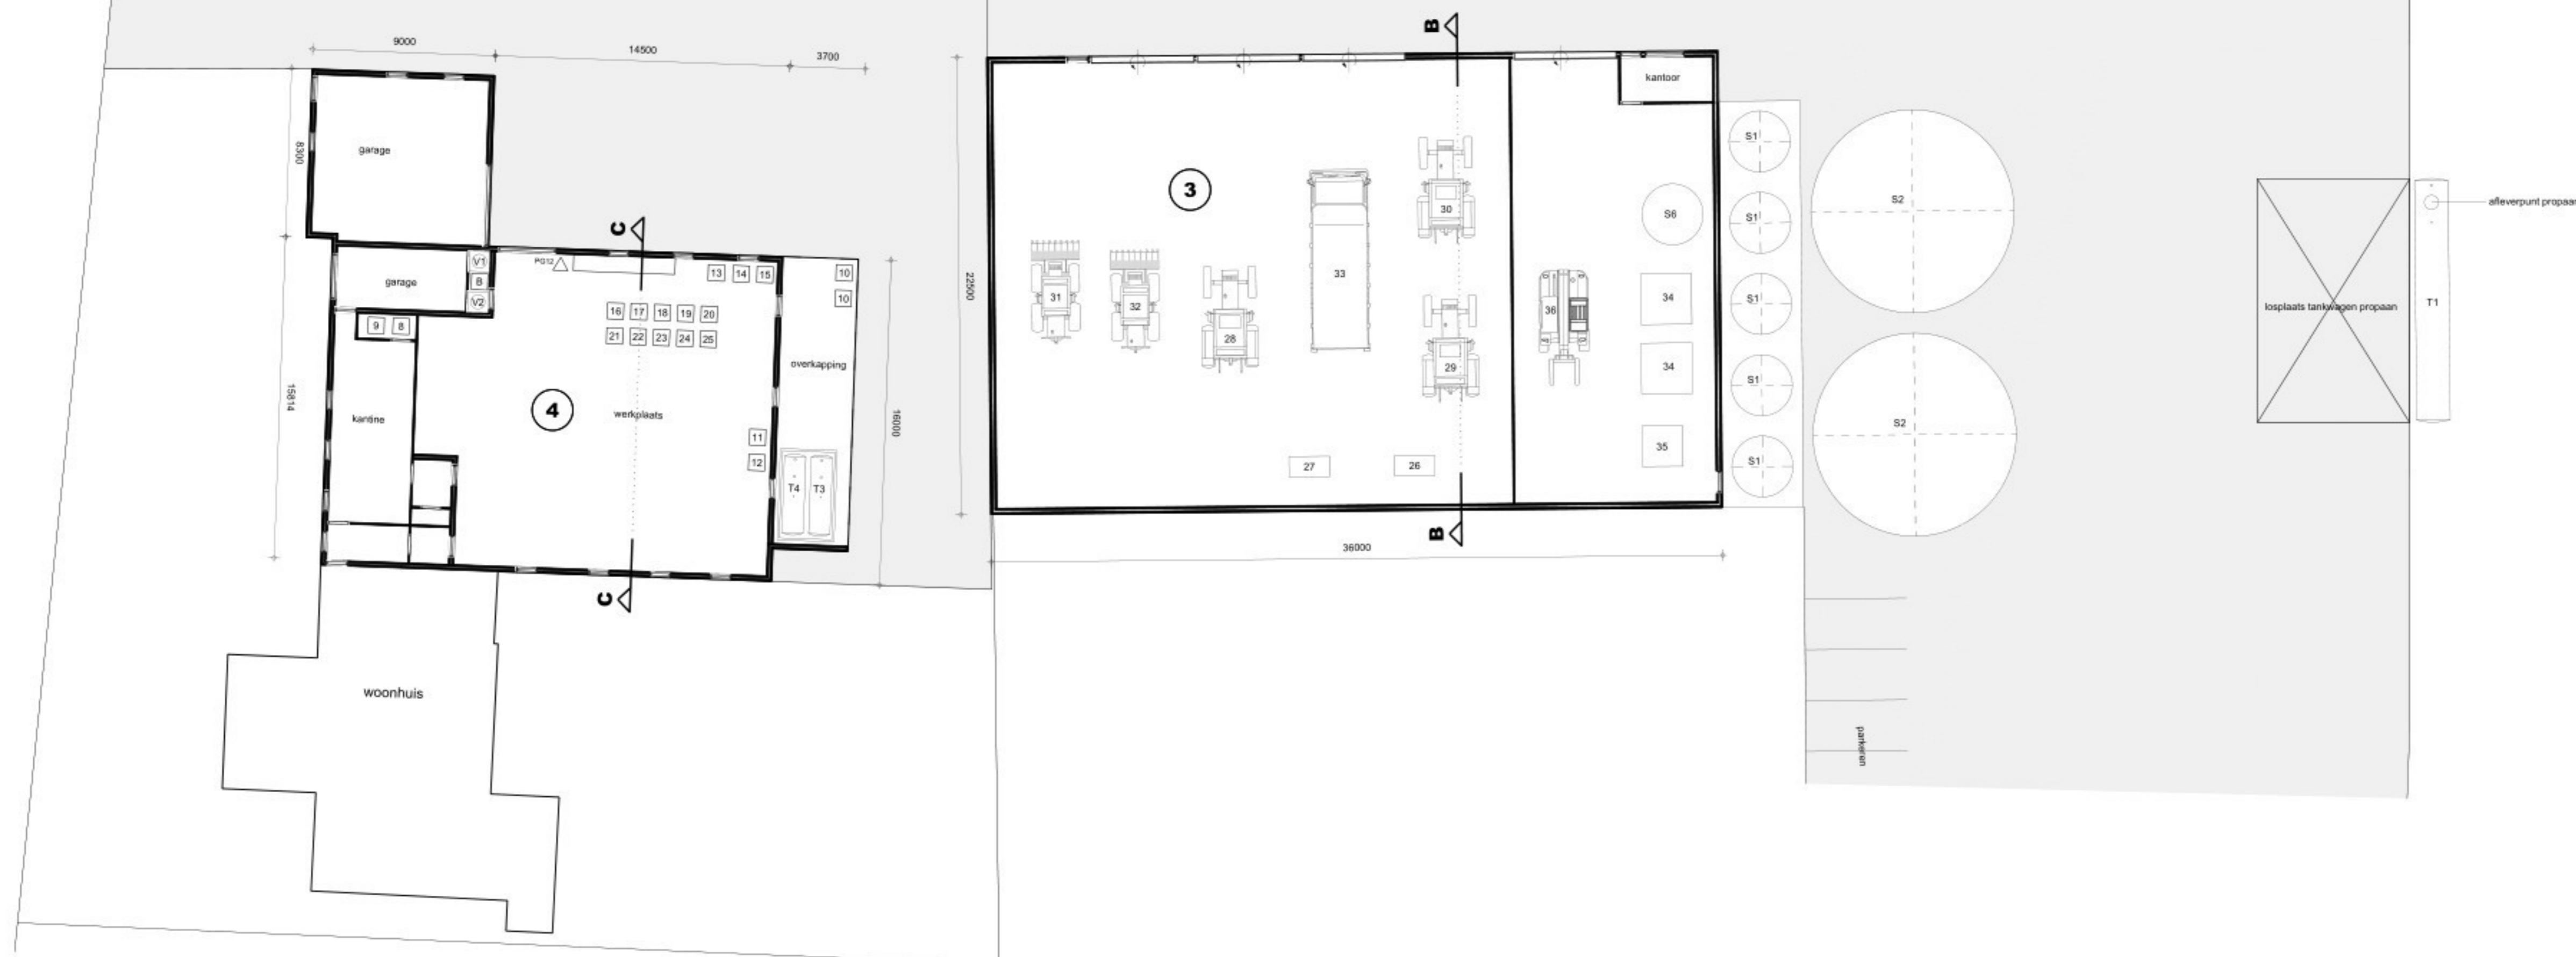 9000
14500
3700
B
kantoor
garage
8300
S1
S2
afleverpunt propaan
3
30
S6
S1
C
PG12
V1
13
14
15
10
garage
B
V2
10
22500
31
32
33
34
S1
losplaats tankwagen propaan
T1
9
8
16
17
18
19
20
21
22
23
24
25
28
36
29
34
S1
overkapping
15814
4
werkplaats
kantine
16000
11
12
T4
T3
27
26
35
S1
S2
B
36000
C
woonhuis
parkeren